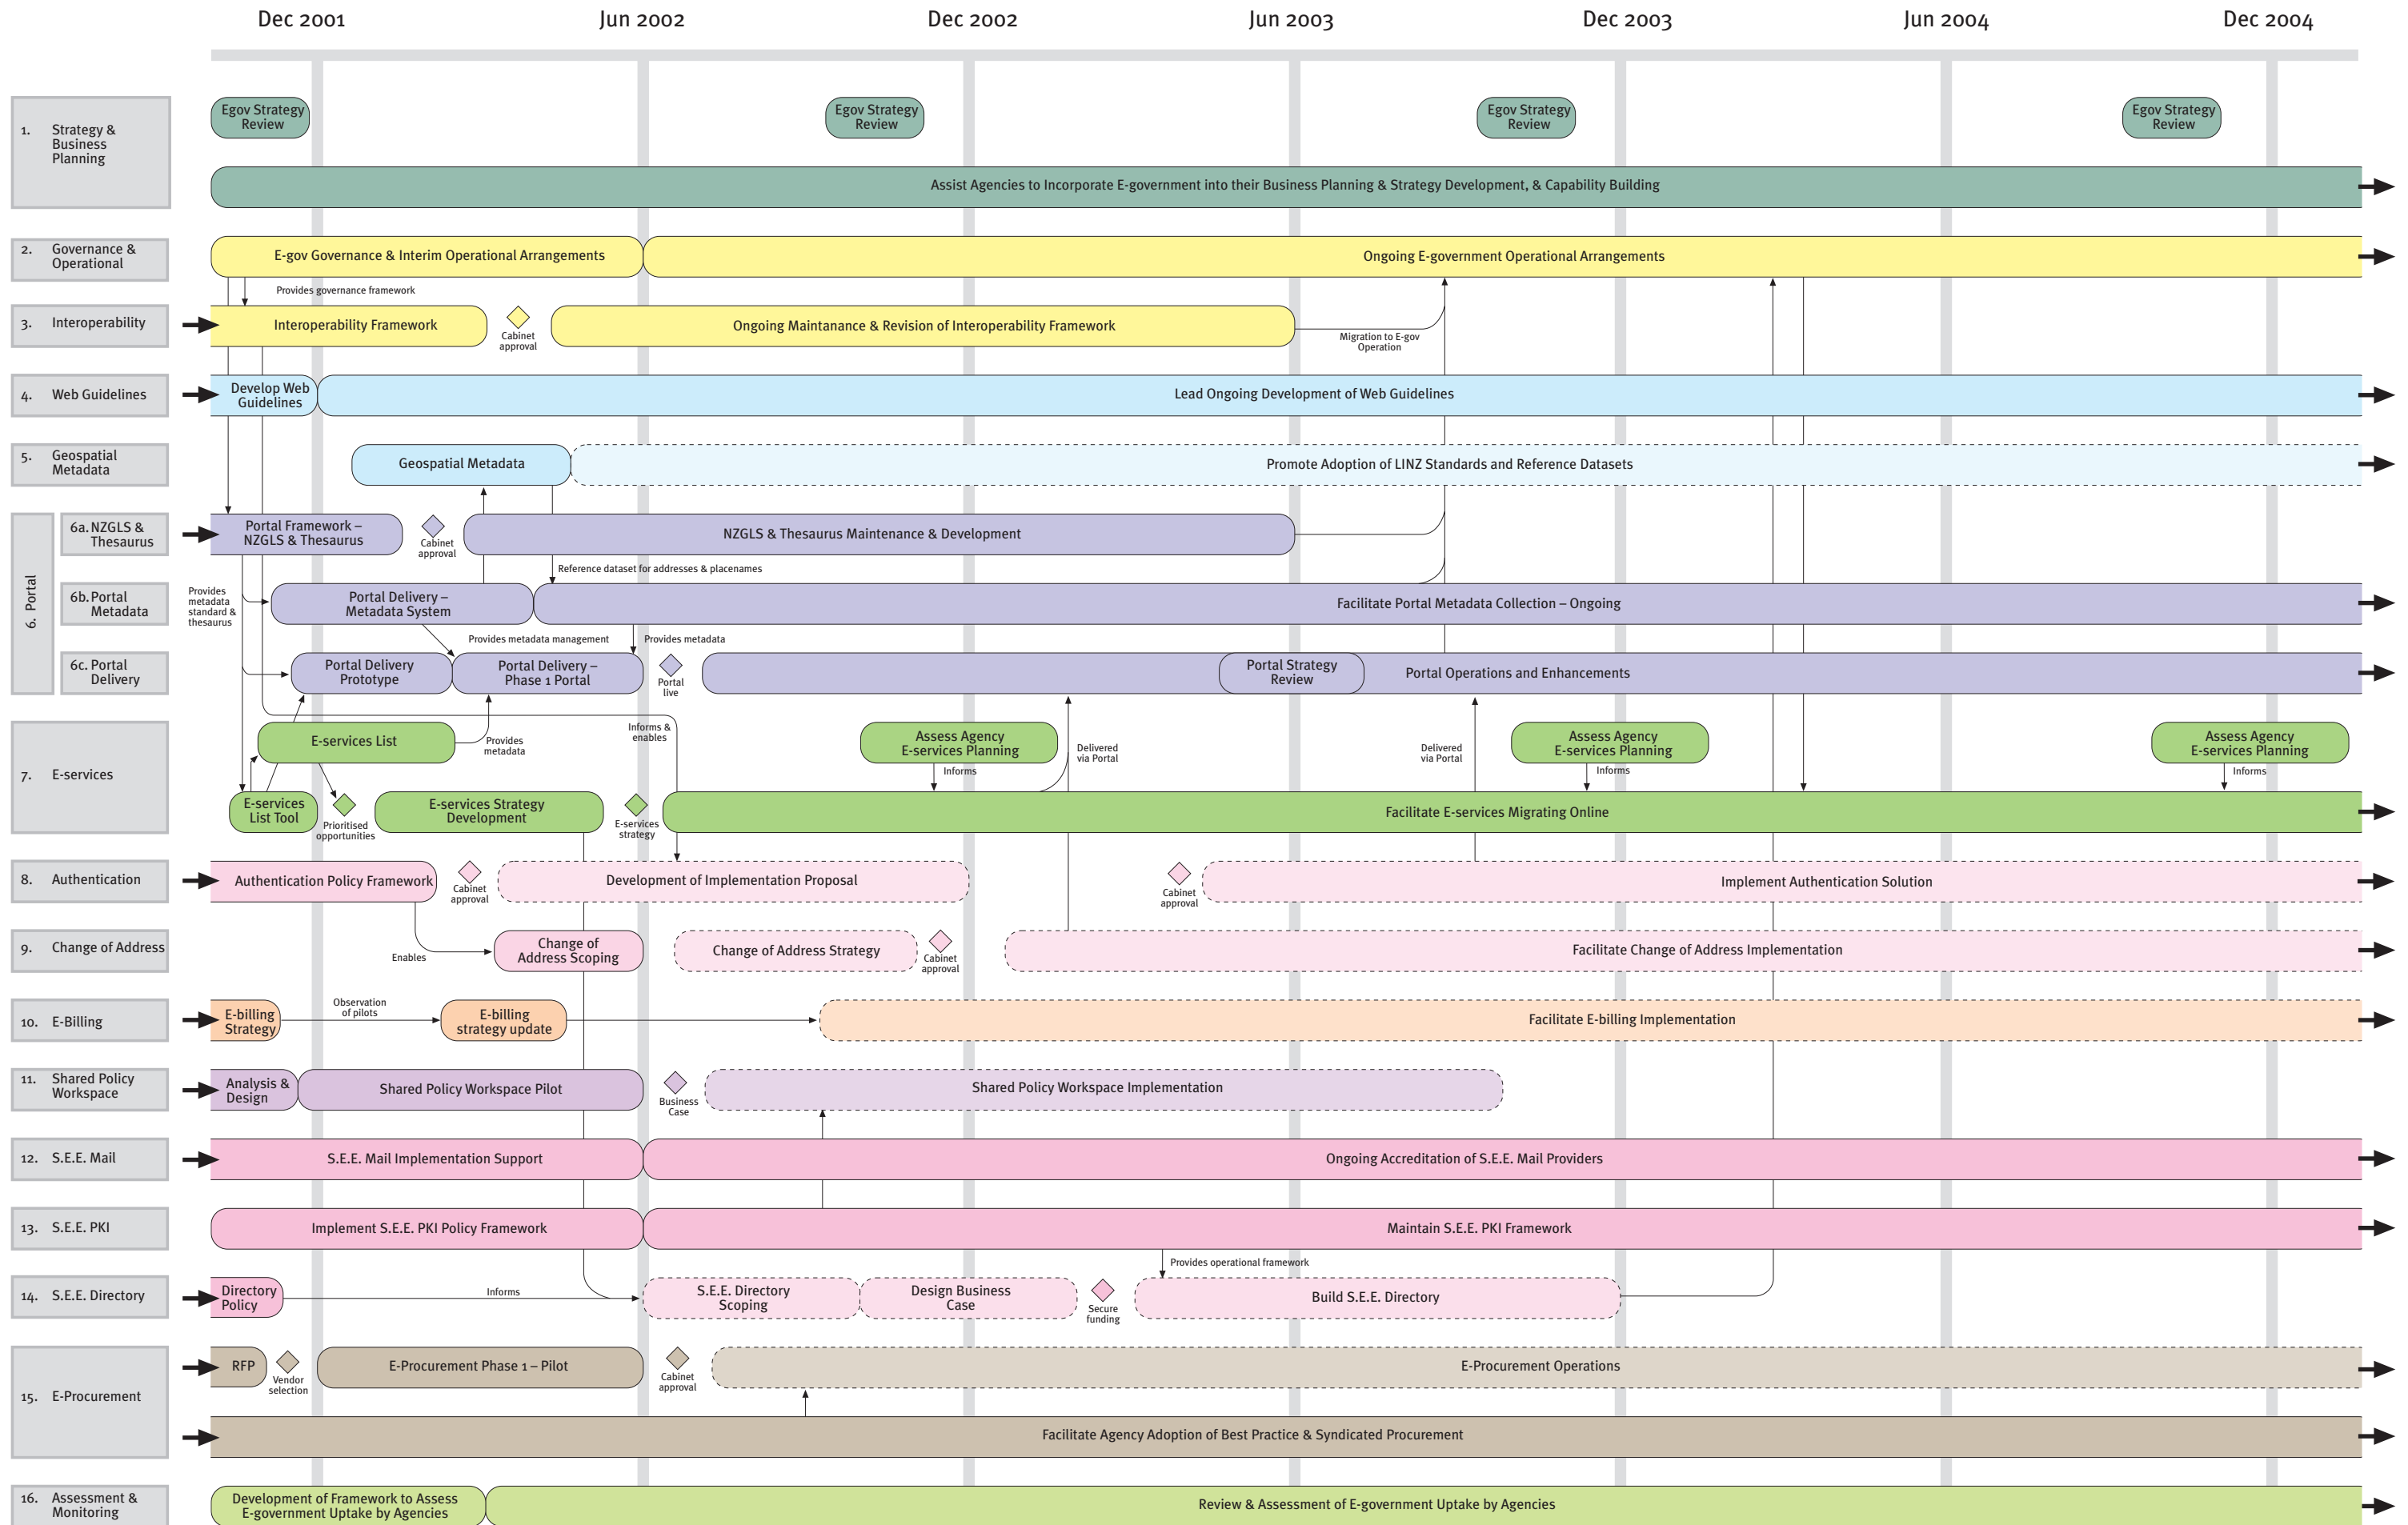 Dec 2001
Jun 2002
Dec 2002
Jun 2003
Dec 2003
Jun 2004
Dec 2004
1. Strategy &
Business
Planning
Egov Strategy
Review
Egov Strategy
Review
Egov Strategy
Review
Egov Strategy
Review
Assist Agencies to Incorporate E-government into their Business Planning & Strategy Development, & Capability Building
2. Governance &
Operational
E-gov Governance & Interim Operational Arrangements
Ongoing E-government Operational Arrangements
Provides governance framework
3. Interoperability
Interoperability Framework
Cabinet
approval
Ongoing Maintanance & Revision of Interoperability Framework
Migration to E-gov
Operation
4. Web Guidelines
Develop Web
Guidelines
Lead Ongoing Development of Web Guidelines
5. Geospatial
Metadata
Geospatial Metadata
Promote Adoption of LINZ Standards and Reference Datasets
6. Portal
6a. NZGLS &
Thesaurus
Portal Framework –
NZGLS & Thesaurus
Cabinet
approval
NZGLS & Thesaurus Maintenance & Development
Reference dataset for addresses & placenames
Provides
metadata
standard &
thesaurus
6b. Portal
Metadata
Portal Delivery –
Metadata System
Facilitate Portal Metadata Collection – Ongoing
Provides metadata management
Provides metadata
6c. Portal
Delivery
Portal Delivery
Prototype
Portal Delivery –
Phase 1 Portal
Portal
live
Portal Strategy
Review
Portal Operations and Enhancements
7. E-services
E-services List
Provides
metadata
Informs &
enables
Assess Agency
E-services Planning
Informs
Delivered
via Portal
Delivered
via Portal
Assess Agency
E-services Planning
Informs
Assess Agency
E-services Planning
Informs
E-services
List Tool
Prioritised
opportunities
E-services Strategy
Development
E-services
strategy
Facilitate E-services Migrating Online
8. Authentication
Authentication Policy Framework
Cabinet
approval
Development of Implementation Proposal
Cabinet
approval
Implement Authentication Solution
9. Change of Address
Enables
Change of
Address Scoping
Change of Address Strategy
Cabinet
approval
Facilitate Change of Address Implementation
10. E-Billing
E-billing
Strategy
Observation
of pilots
E-billing
strategy update
Facilitate E-billing Implementation
11. Shared Policy
Workspace
Analysis &
Design
Shared Policy Workspace Pilot
Business
Case
Shared Policy Workspace Implementation
12. S.E.E. Mail
S.E.E. Mail Implementation Support
Ongoing Accreditation of S.E.E. Mail Providers
13. S.E.E. PKI
Implement S.E.E. PKI Policy Framework
Maintain S.E.E. PKI Framework
Provides operational framework
14. S.E.E. Directory
Directory
Policy
Informs
S.E.E. Directory
Scoping
Design Business
Case
Secure
funding
Build S.E.E. Directory
15. E-Procurement
RFP
Vendor
selection
E-Procurement Phase 1 – Pilot
Cabinet
approval
E-Procurement Operations
Facilitate Agency Adoption of Best Practice & Syndicated Procurement
16. Assessment &
Monitoring
Development of Framework to Assess
E-government Uptake by Agencies
Review & Assessment of E-government Uptake by Agencies